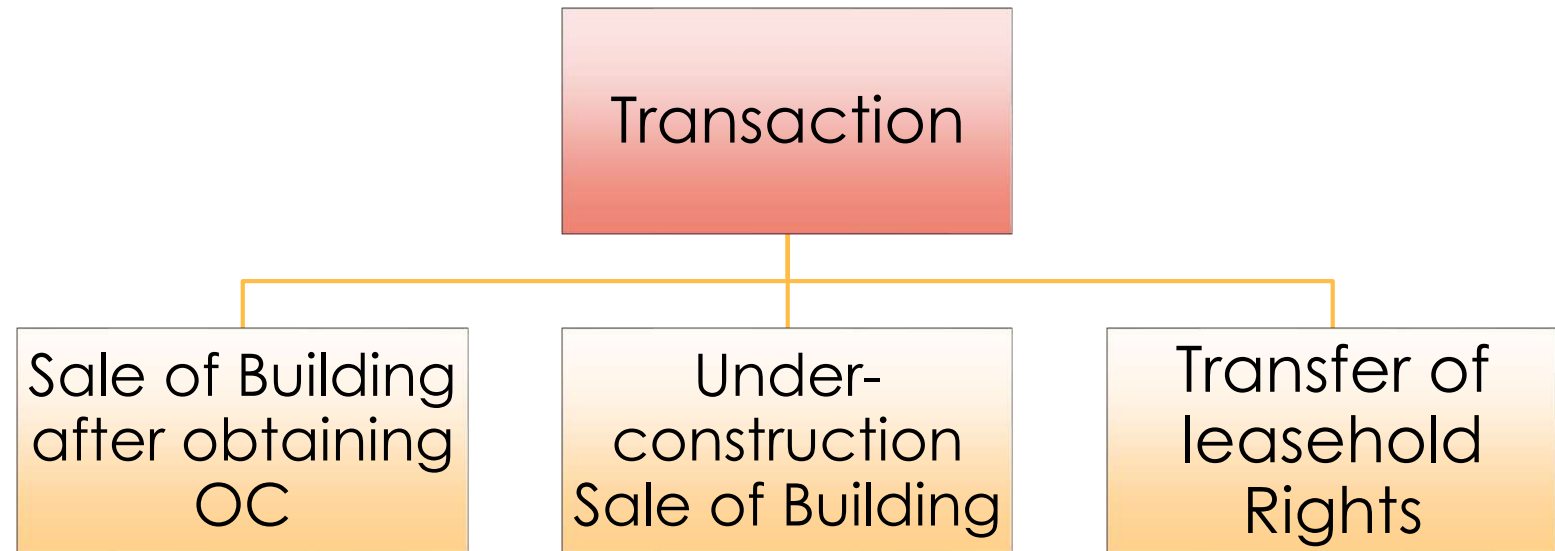 Transaction
Sale of Building
after obtaining
OC
Under-
construction
Sale of Building
Transfer of
leasehold
Rights